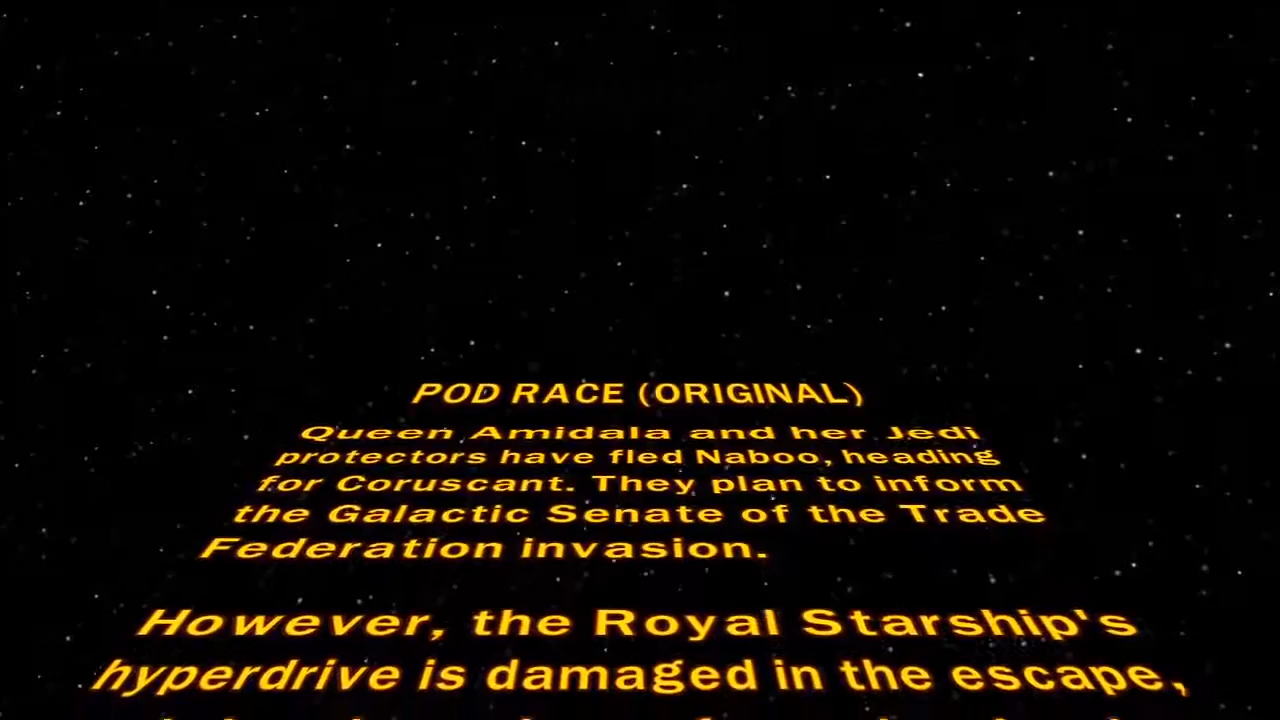 POD RACE (ORIGINAL)
Queen Amidala and her Jedi
protectors have fled Naboo, heading
for Coruscant. They plan to inform
the Galactic Senate of the Trade
Federation invasion.
However, the Royal Starship's
hyperdrive is damaged in the escape,